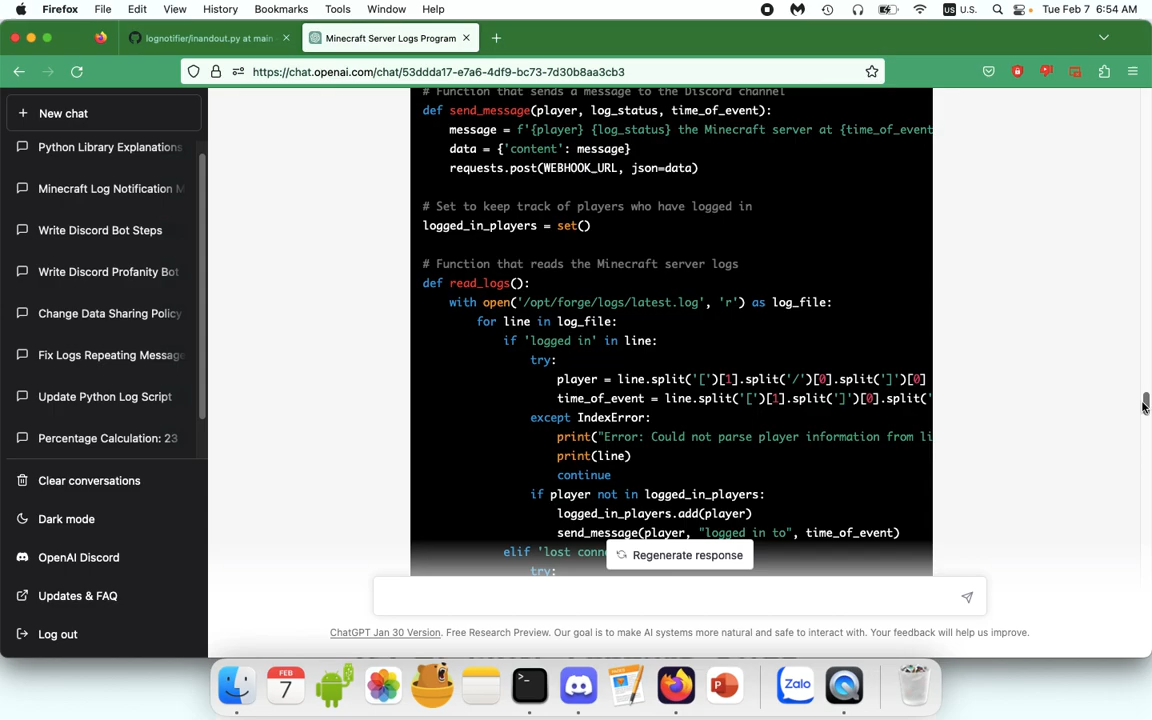 Firefox File Edit View History Bookmarks Tools Window Help US U.S. Tue Feb 7 6:54 AM
lognotifier/inandout.py at main Minecraft Server Logs Program
https://chat.openai.com/chat/53ddda17-e7a6-4df9-bc73-7d30b8aa3cb3
New chat
Python Library Explanations
Minecraft Log Notification M
Write Discord Bot Steps
Write Discord Profanity Bot
Change Data Sharing Policy
Fix Logs Repeating Message
Update Python Log Script
Percentage Calculation: 23
Clear conversations
Dark mode
OpenAI Discord
Updates & FAQ
Log out
# Function that sends a message to the Discord channel
def send_message(player, log_status, time_of_event):
message = f'{player} {log_status} the Minecraft server at {time_of_event
data = {'content': message}
requests.post(WEBHOOK_URL, json=data)
# Set to keep track of players who have logged in
logged_in_players = set()
# Function that reads the Minecraft server logs
def read_logs():
with open('/opt/forge/logs/latest.log', 'r') as log_file:
for line in log_file:
if 'logged in' in line:
try:
player = line.split('[')[1].split('/')[0].split(']')[0]
time_of_event = line.split('[')[1].split(']')[0].split('
except IndexError:
print("Error: Could not parse player information from li
print(line)
continue
if player not in logged_in_players:
logged_in_players.add(player)
send_message(player, "logged in to", time_of_event)
elif 'lost conn
try:
Regenerate response
ChatGPT Jan 30 Version. Free Research Preview. Our goal is to make AI systems more natural and safe to interact with. Your feedback will help us improve.
FEB
7
Zalo